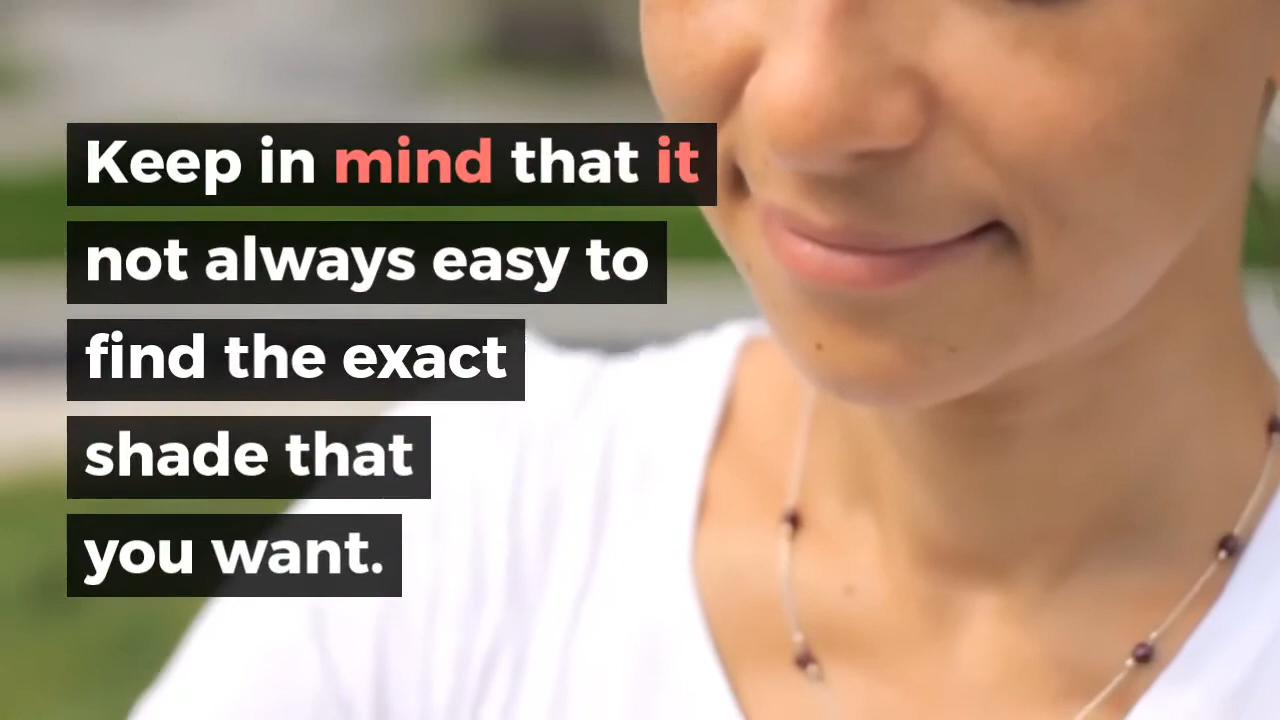 Keep in mind that it
not always easy to
find the exact
shade that
you want.